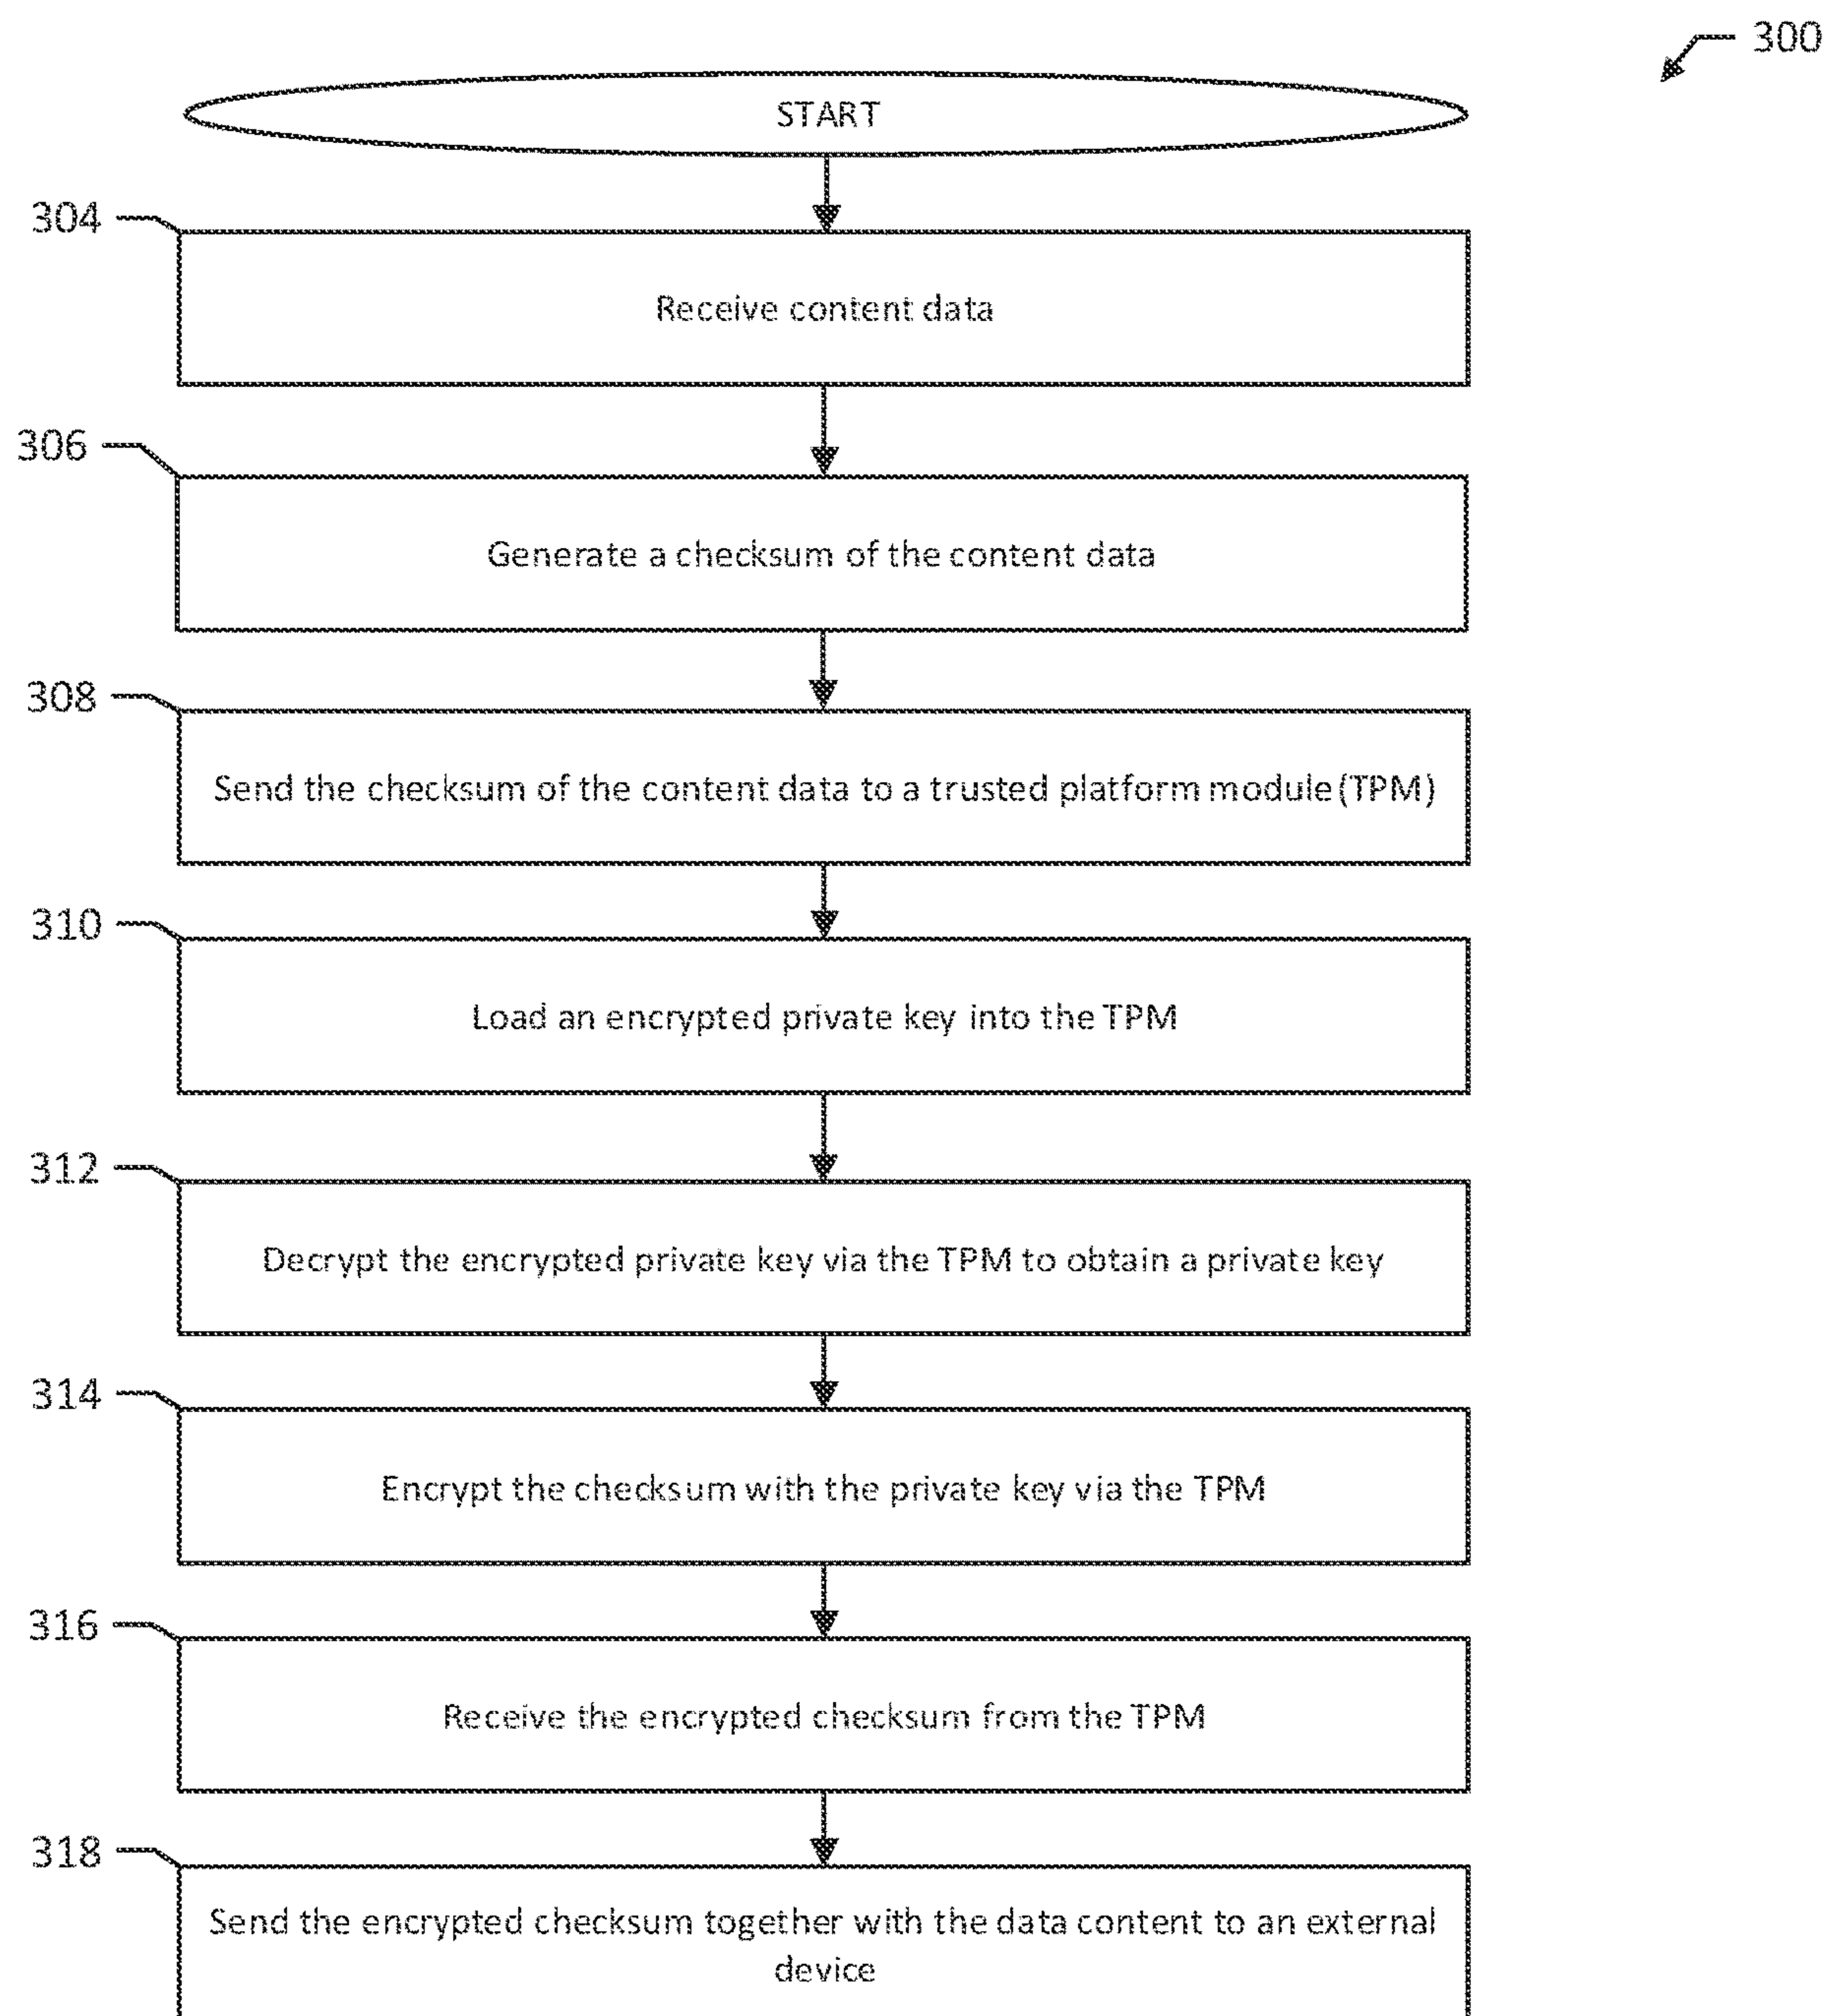 300
START
304
Receive content data
306
Generate a checksum of the content data
308
Send the checksum of the content data to a trusted platform module (TPM)
310
Load an encrypted private key into the TPM
312
Decrypt the encrypted private key via the TPM to obtain a private key
314
Encrypt the checksum with the private key via the TPM
316
Receive the encrypted checksum from the TPM
318
Send the encrypted checksum together with the data content to an external
device